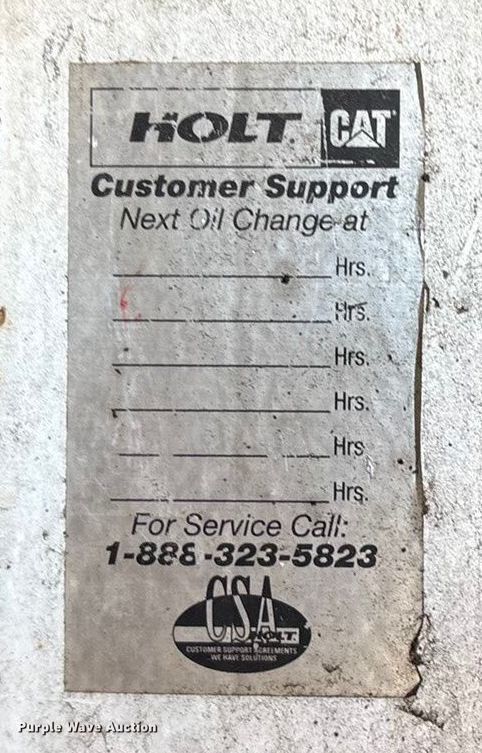 HOLT CAT
Customer Support
Next Oil Change at
Hrs.
Hrs.
Hrs.
Hrs.
Hrs
Hrs.
For Service Call:
1-888-323-5823
CSA
HOLT.
CUSTOMER SUPPORT AGREEMENTS
WE HAVE SOLUTIONS
Purple Wave Auction